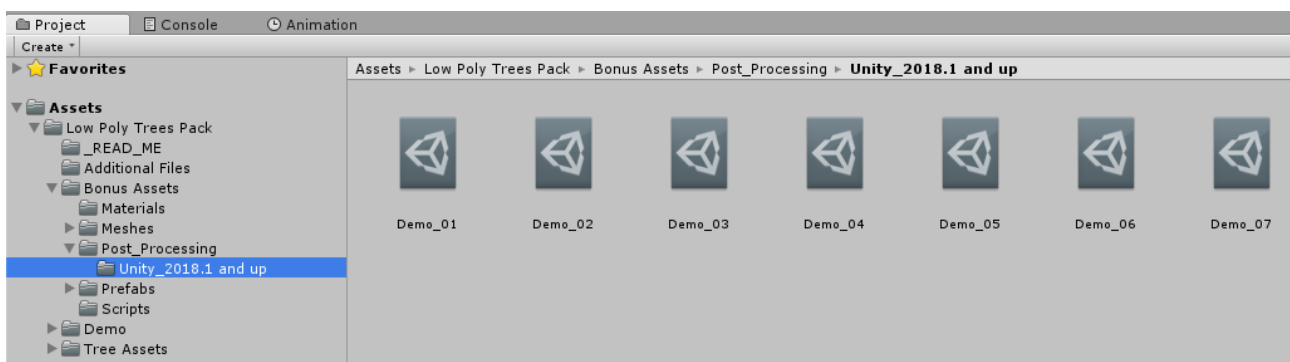 Project Console Animation
Create
Favorites
Assets ▸ Low Poly Trees Pack ▸ Bonus Assets ▸ Post_Processing ▸ Unity_2018.1 and up
Assets
Low Poly Trees Pack
_READ_ME
Additional Files
Bonus Assets
Materials
Meshes
Post_Processing
Unity_2018.1 and up
Prefabs
Scripts
Demo
Tree Assets
Demo_01 Demo_02 Demo_03 Demo_04 Demo_05 Demo_06 Demo_07